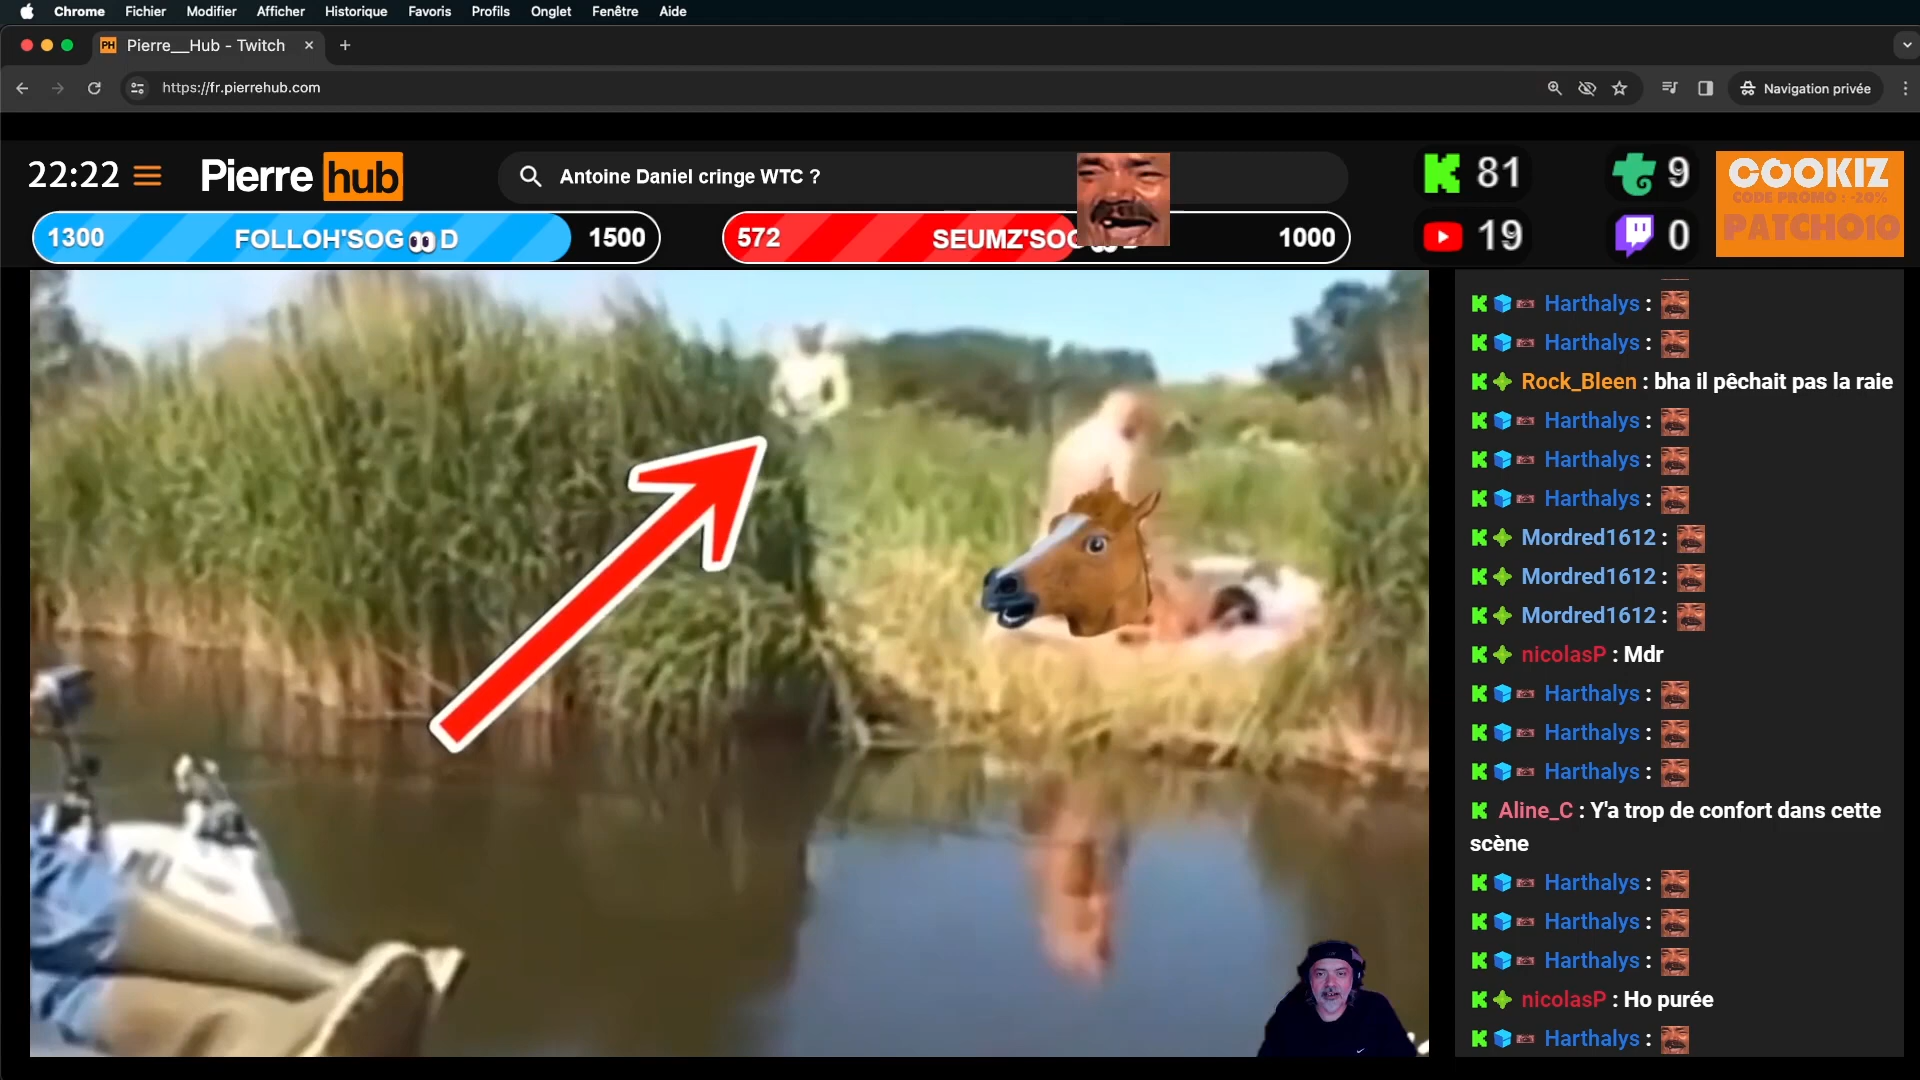 Chrome Fichier Modifier Afficher Historique Favoris Profils Onglet Fenêtre Aide
PH Pierre__Hub - Twitch
https://fr.pierrehub.com
Navigation privée
22:22
Pierre hub
Antoine Daniel cringe WTC ?
81
9
COOKIZ
CODE PROMO : -20%
PATCHO10
1300 FOLLOH'SOG D 1500
572 1000
19
0
Harthalys :
Harthalys :
Rock_Bleen : bha il pêchait pas la raie
Harthalys :
Harthalys :
Harthalys :
Mordred1612 :
Mordred1612 :
Mordred1612 :
nicolasP : Mdr
Harthalys :
Harthalys :
Harthalys :
Aline_C : Y'a trop de confort dans cette
scène
Harthalys :
Harthalys :
Harthalys :
nicolasP : Ho purée
Harthalys :